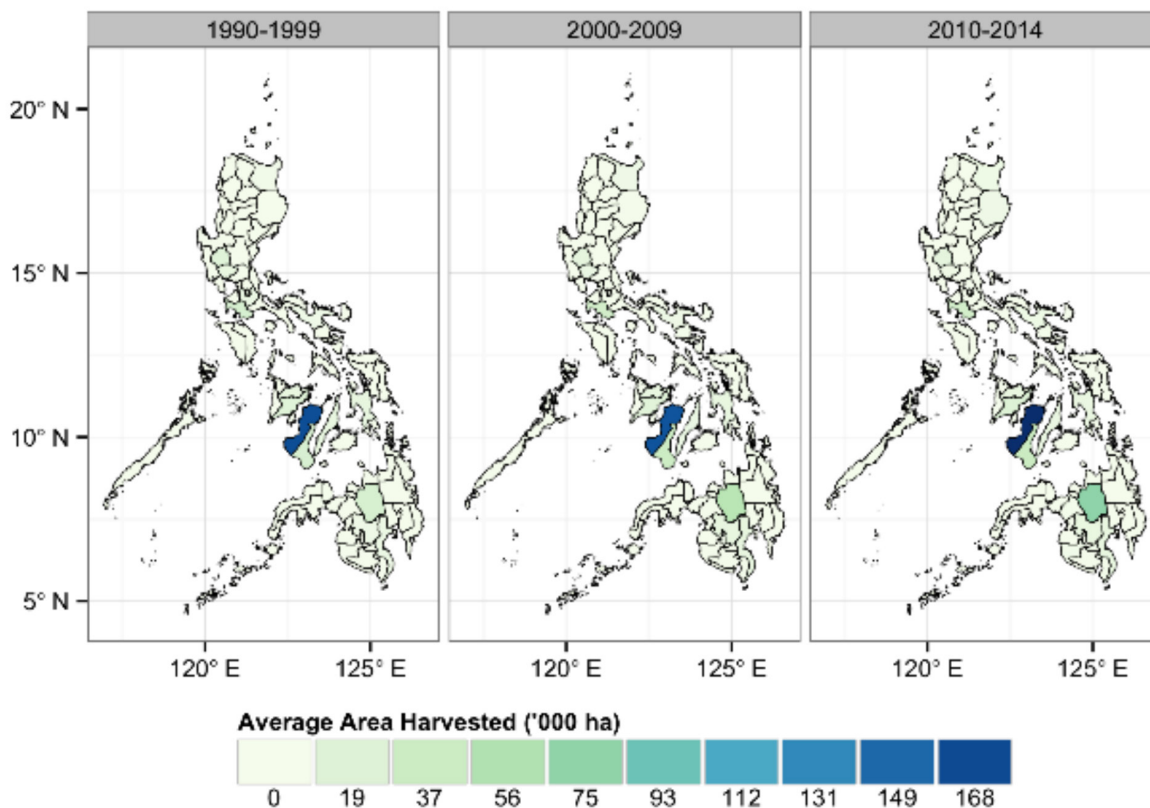 1990-1999 2000-2009 2010-2014
20° N
15° N
10° N
5° N
120° E 125° E 120° E 125° E 120° E 125° E
Average Area Harvested ('000 ha)
0 19 37 56 75 93 112 131 149 168